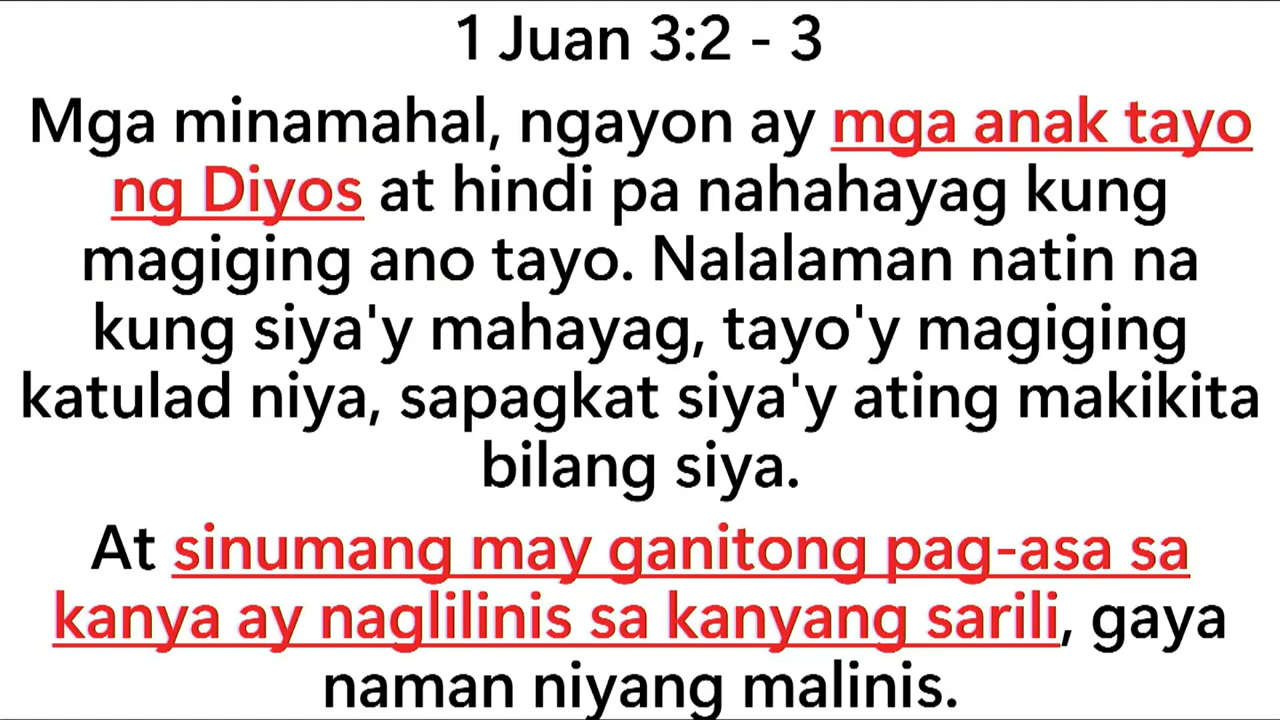 1 Juan 3:2 - 3
Mga minamahal, ngayon ay mga anak tayo
ng Diyos at hindi pa nahahayag kung
magiging ano tayo. Nalalaman natin na
kung siya'y mahayag, tayo'y magiging
katulad niya, sapagkat siya'y ating makikita
bilang siya.
At sinumang may ganitong pag-asa sa
kanya ay naglilinis sa kanyang sarili, gaya
naman niyang malinis.